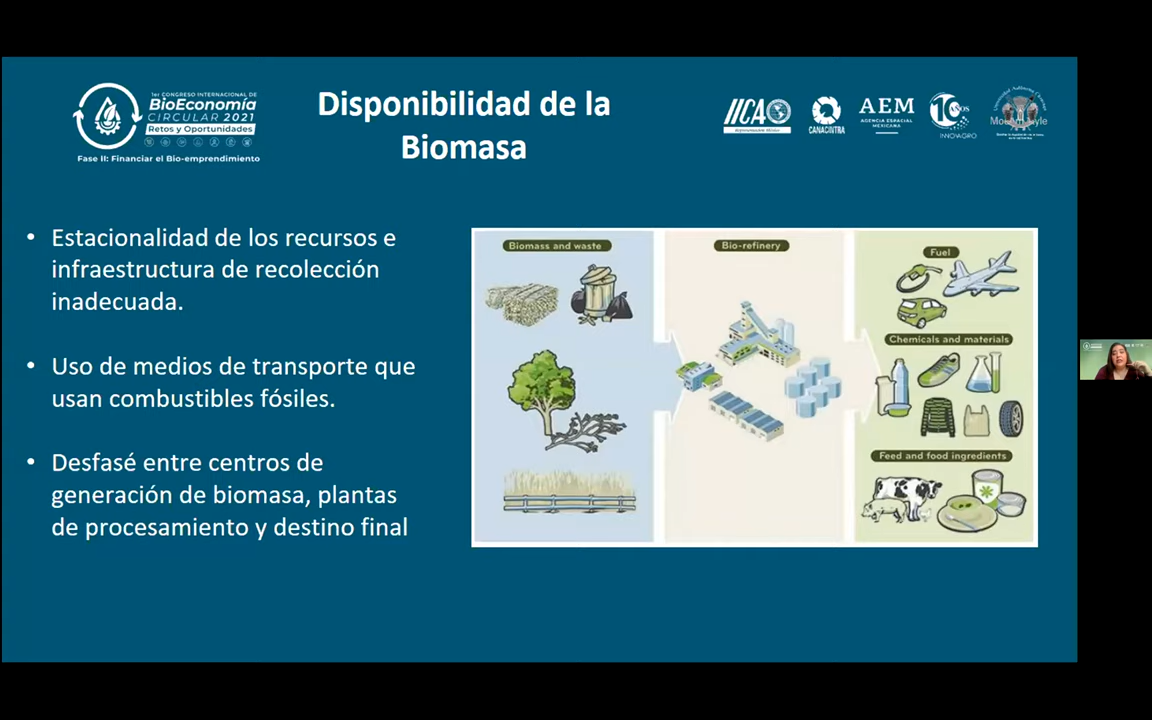 1er CONGRESO INTERNACIONAL DE
BioEconomía
CIRCULAR 2021
Retos y Oportunidades
Fase II: Financiar el Bio-emprendimiento
Disponibilidad de la
Biomasa
IICA
CANACINTRA
AEM
AGENCIA ESPACIAL
MEXICANA
10 AÑOS
INNOVAGRO
• Estacionalidad de los recursos e
infraestructura de recolección
inadecuada.
• Uso de medios de transporte que
usan combustibles fósiles.
• Desfasé entre centros de
generación de biomasa, plantas
de procesamiento y destino final
Biomass and waste
Bio-refinery
Fuel
Chemicals and materials
Feed and food ingredients